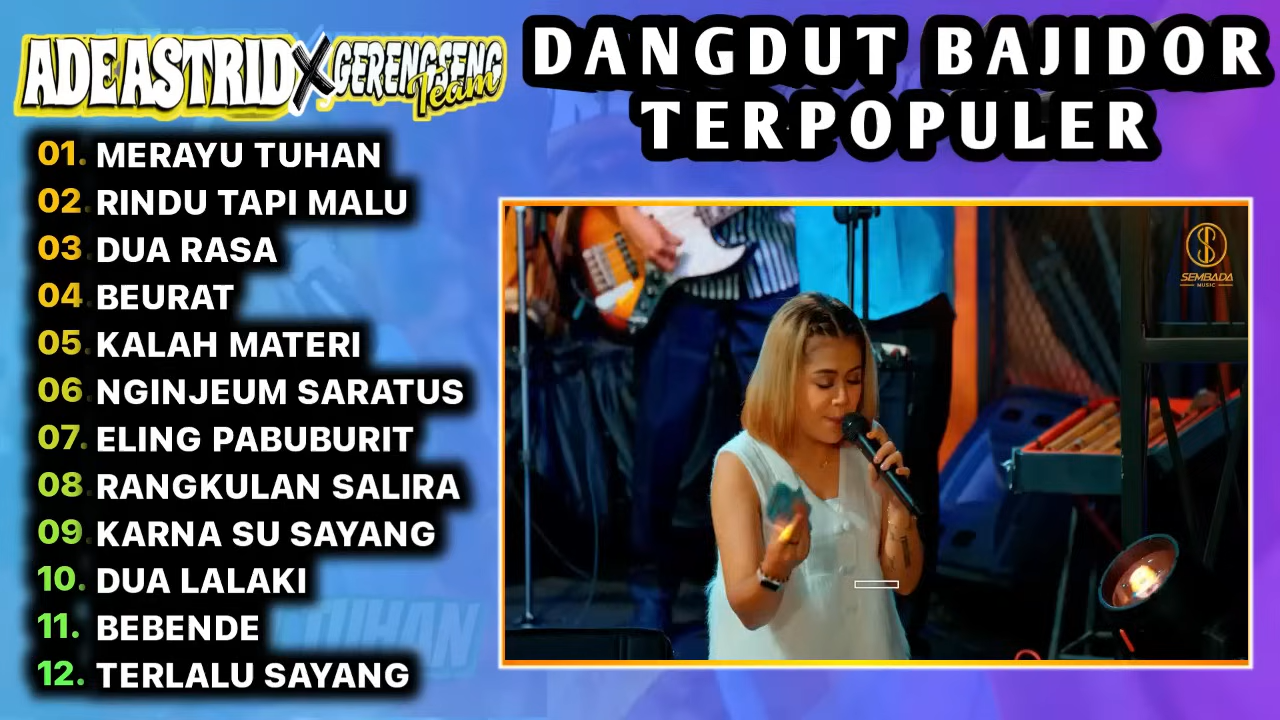 ADE ASTRID X GERENGSENG
Team
DANGDUT BAJIDOR
TERPOPULER
01. MERAYU TUHAN
02. RINDU TAPI MALU
03. DUA RASA
04. BEURAT
05. KALAH MATERI
06. NGINJEUM SARATUS
07. ELING PABUBURIT
08. RANGKULAN SALIRA
09. KARNA SU SAYANG
10. DUA LALAKI
11. BEBENDE
12. TERLALU SAYANG
SEMBADA
MUSIC
TUHAN